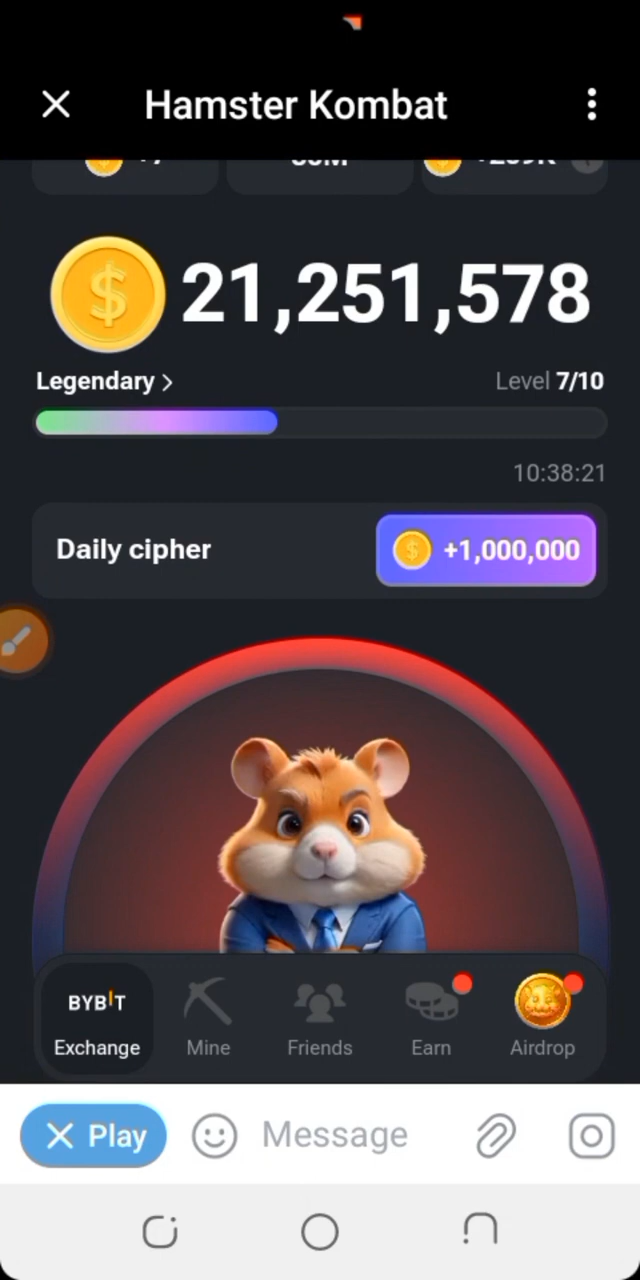 Hamster Kombat
21,251,578
Legendary >
Level 7/10
10:38:21
Daily cipher
+1,000,000
BYBIT
Exchange
Mine
Friends
Earn
Airdrop
Play
Message